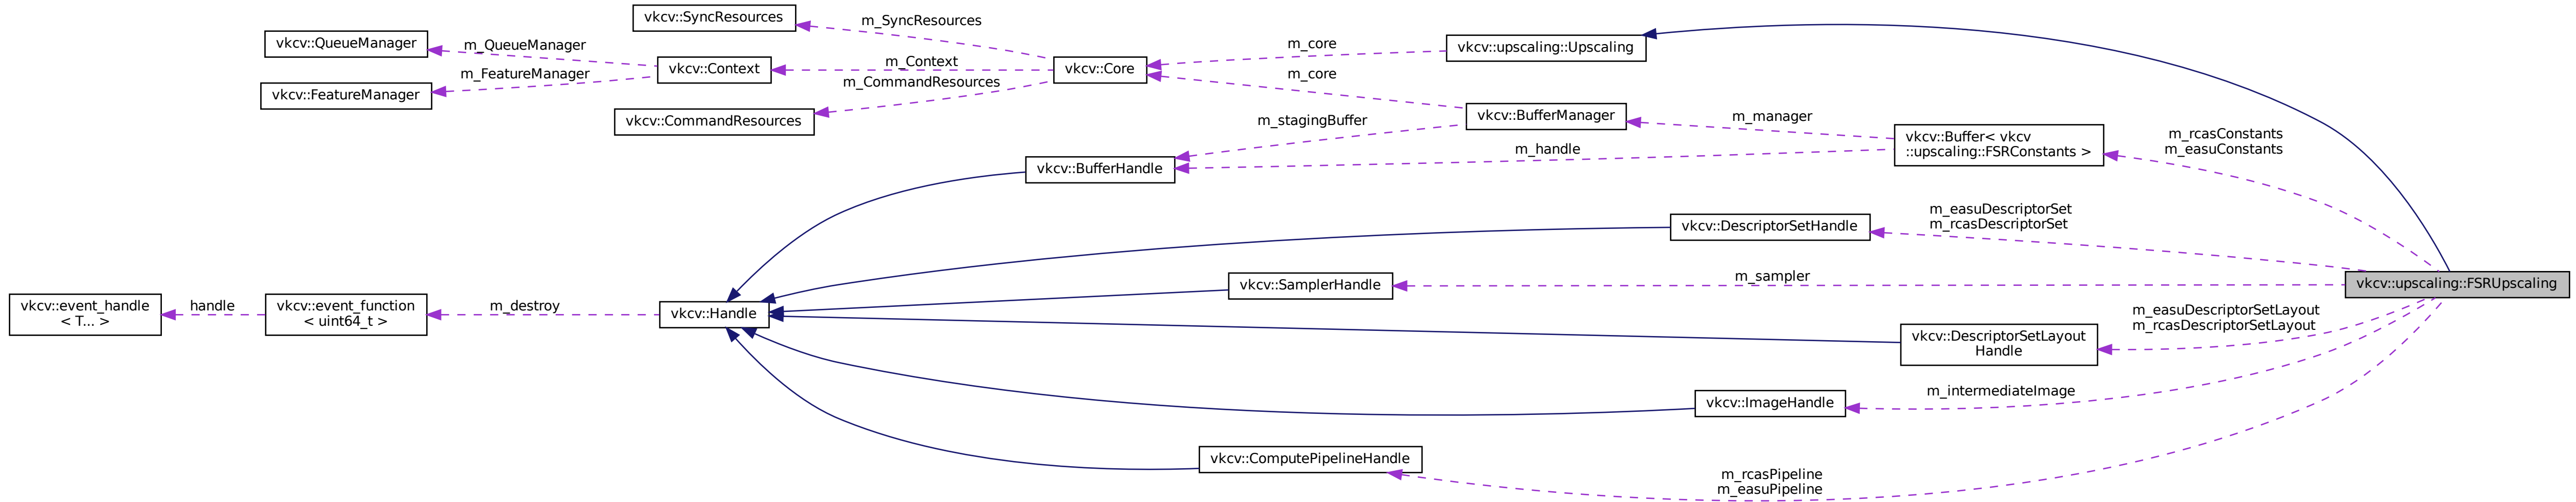 vkcv::SyncResources
m_SyncResources
vkcv::QueueManager
m_QueueManager
vkcv::upscaling::Upscaling
m_core
vkcv::Context
m_Context
vkcv::Core
m_FeatureManager
m_core
m_CommandResources
vkcv::FeatureManager
vkcv::CommandResources
vkcv::BufferManager
m_manager
m_stagingBuffer
vkcv::Buffer< vkcv
::upscaling::FSRConstants >
m_rcasConstants
m_easuConstants
m_handle
vkcv::BufferHandle
m_easuDescriptorSet
m_rcasDescriptorSet
vkcv::DescriptorSetHandle
m_sampler
vkcv::SamplerHandle
vkcv::upscaling::FSRUpscaling
vkcv::event_handle
< T... >
handle
vkcv::event_function
< uint64_t >
m_destroy
vkcv::Handle
m_easuDescriptorSetLayout
m_rcasDescriptorSetLayout
vkcv::DescriptorSetLayout
Handle
m_intermediateImage
vkcv::ImageHandle
vkcv::ComputePipelineHandle
m_rcasPipeline
m_easuPipeline